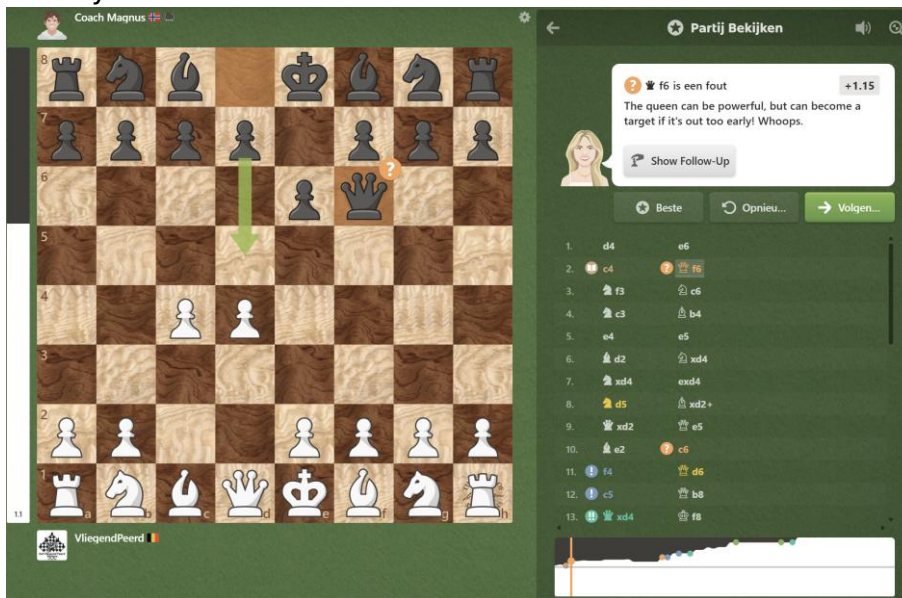 Coach Magnus
Partij Bekijken
? f6 is een fout +1.15
The queen can be powerful, but can become a
target if it's out too early! Whoops.
Show Follow-Up
Beste Opnieu... Volgen...
8
7
6
5
4
3
2
1
a b c d e f g h
?
1. d4 e6
2. c4 ? f6
3. f3 c6
4. c3 b4
5. e4 e5
6. d2 xd4
7. xd4 exd4
8. d5 xd2+
9. xd2 e5
10. e2 ? c6
11. ! f4 d6
12. ! c5 b8
13. !! xd4 f8
1.1
VliegendPeerd